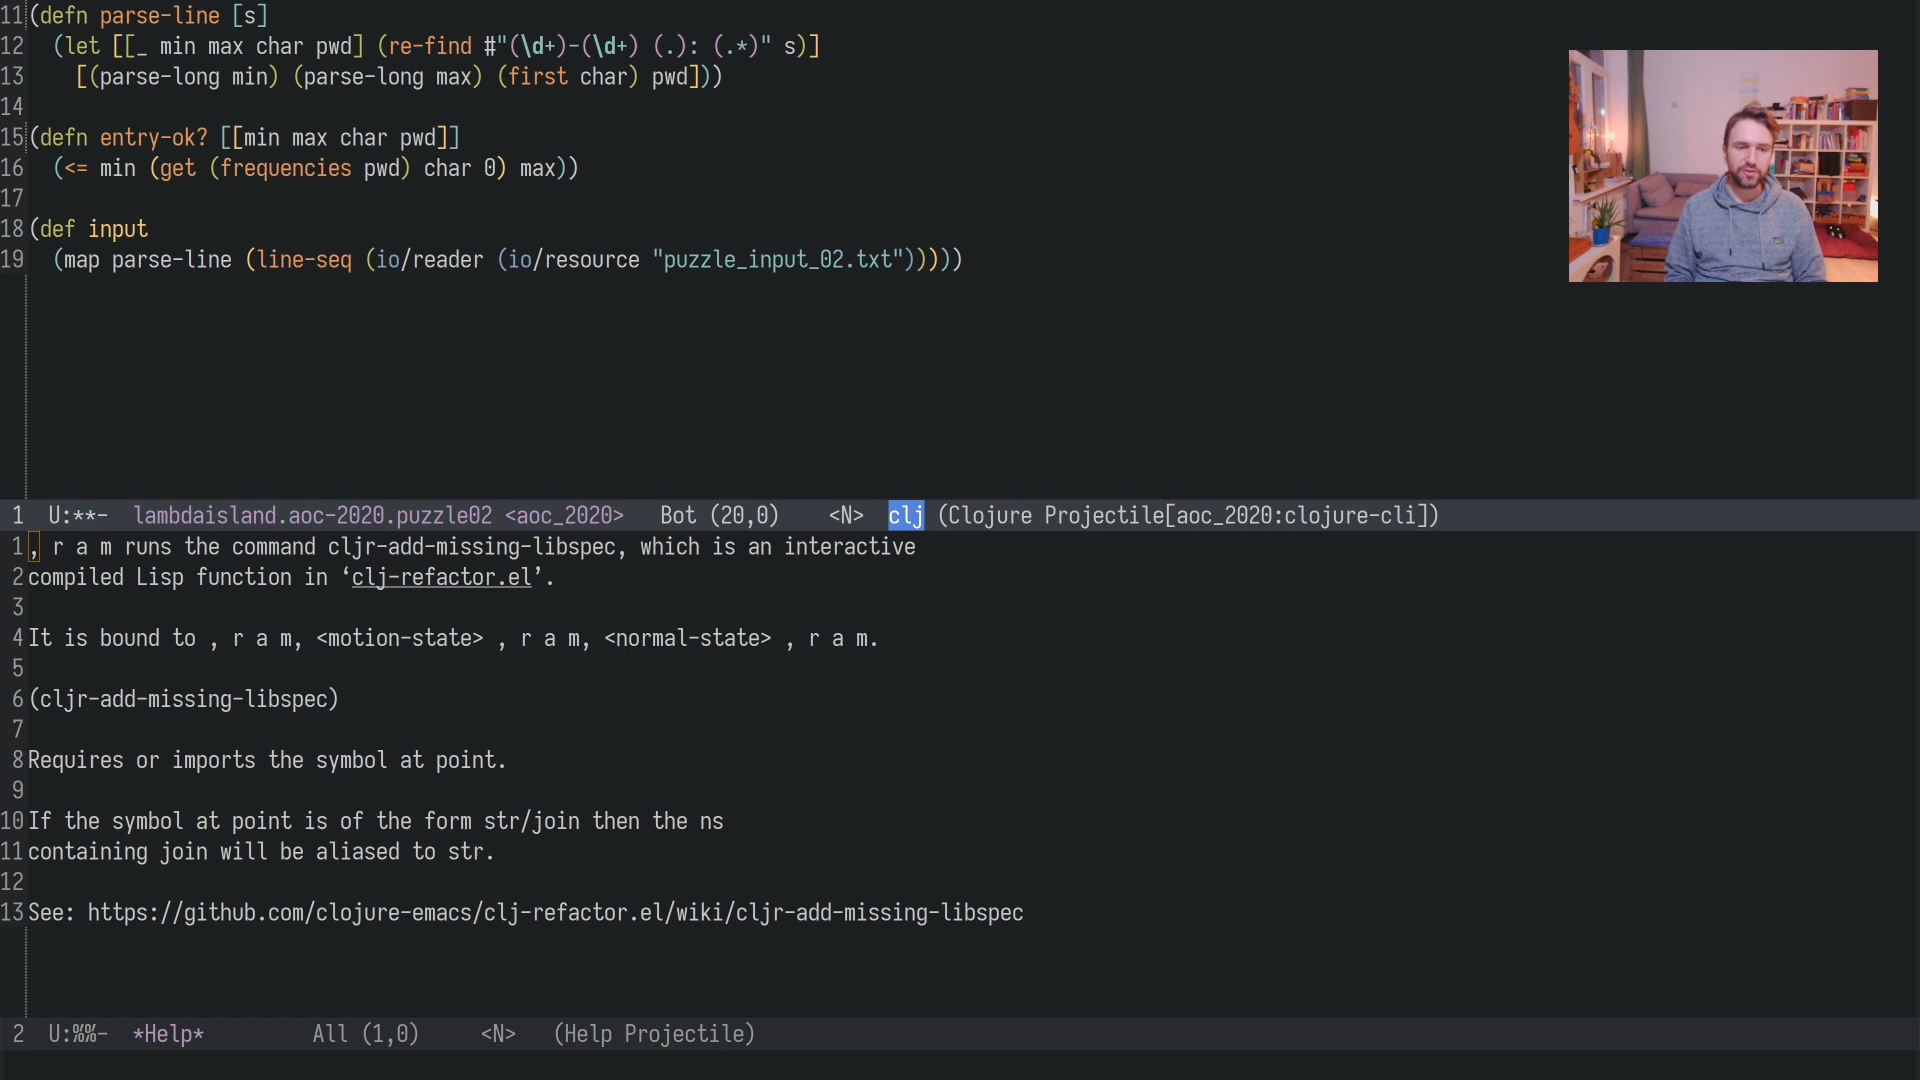 11 (defn parse-line [s]
12   (let [[_ min max char pwd] (re-find #"(\d+)-(\d+) (.): (.*)" s)]
13     [(parse-long min) (parse-long max) (first char) pwd]))
14
15 (defn entry-ok? [[min max char pwd]]
16   (<= min (get (frequencies pwd) char 0) max))
17
18 (def input
19   (map parse-line (line-seq (io/reader (io/resource "puzzle_input_02.txt")))))
1 U:**- lambdaisland.aoc-2020.puzzle02 <aoc_2020> Bot (20,0) <N> clj (Clojure Projectile[aoc_2020:clojure-cli])
1 , r a m runs the command cljr-add-missing-libspec, which is an interactive
2 compiled Lisp function in ‘clj-refactor.el’.
3
4 It is bound to , r a m, <motion-state> , r a m, <normal-state> , r a m.
5
6 (cljr-add-missing-libspec)
7
8 Requires or imports the symbol at point.
9
10 If the symbol at point is of the form str/join then the ns
11 containing join will be aliased to str.
12
13 See: https://github.com/clojure-emacs/clj-refactor.el/wiki/cljr-add-missing-libspec
2 U:%%- *Help* All (1,0) <N> (Help Projectile)